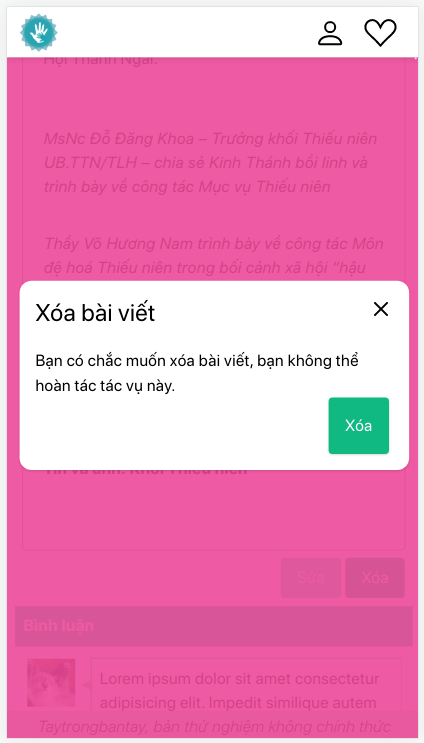 Hội Thánh Ngài.
MsNc Đỗ Đăng Khoa – Trưởng khối Thiếu niên
UB.TTN/TLH – chia sẻ Kinh Thánh bồi linh và
trình bày về công tác Mục vụ Thiếu niên
Thầy Võ Hương Nam trình bày về công tác Môn
đệ hoá Thiếu niên trong bối cảnh xã hội “hậu
Xóa bài viết
Bạn có chắc muốn xóa bài viết, bạn không thể
hoàn tác tác vụ này.
Xóa
Tin và ảnh: Khối Thiếu niên
Sửa Xóa
Bình luận
Lorem ipsum dolor sit amet consectetur
adipisicing elit. Impedit similique autem
Taytrongbantay, bản thử nghiệm không chính thức